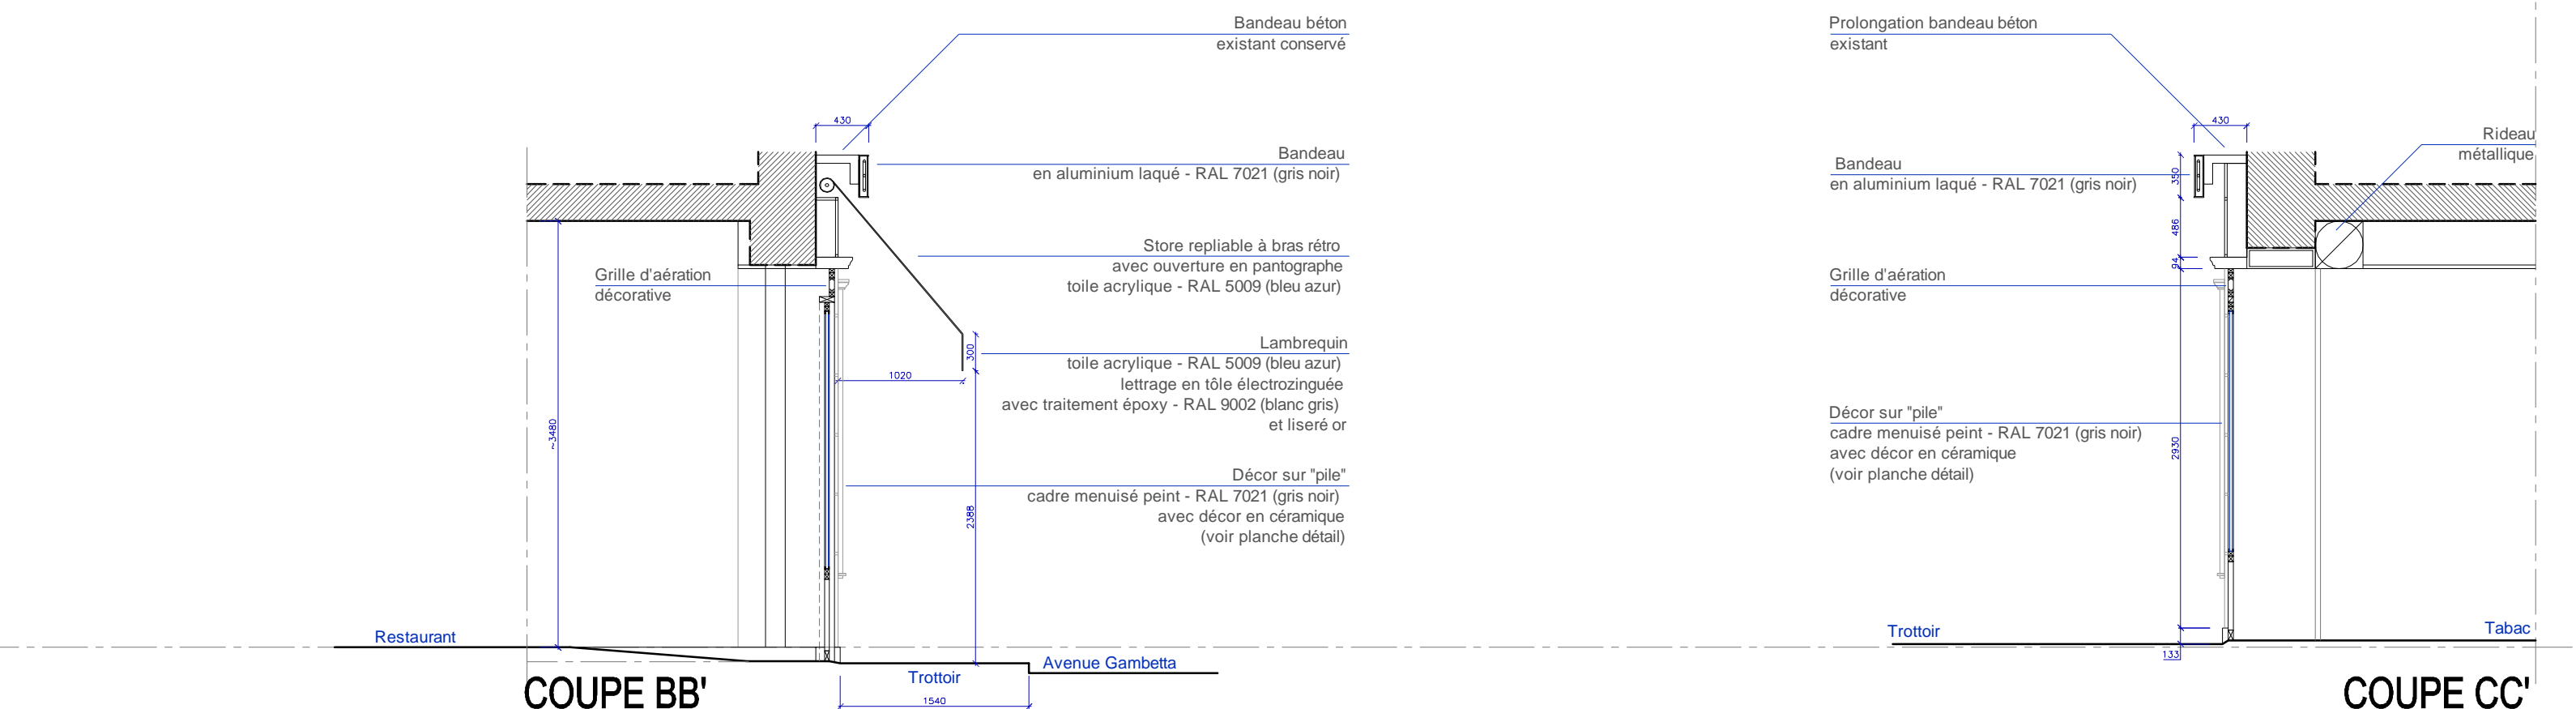 Bandeau béton
existant conservé
430
Bandeau
en aluminium laqué - RAL 7021 (gris noir)
Store repliable à bras rétro
avec ouverture en pantographe
toile acrylique - RAL 5009 (bleu azur)
Grille d'aération
décorative
Lambrequin
toile acrylique - RAL 5009 (bleu azur)
lettrage en tôle électrozinguée
avec traitement époxy - RAL 9002 (blanc gris)
et liseré or
300
1020
~3480
2388
Décor sur "pile"
cadre menuisé peint - RAL 7021 (gris noir)
avec décor en céramique
(voir planche détail)
Restaurant
Trottoir
Avenue Gambetta
1540
COUPE BB'
Prolongation bandeau béton
existant
430
Rideau
métallique
Bandeau
en aluminium laqué - RAL 7021 (gris noir)
350
486
94
Grille d'aération
décorative
Décor sur "pile"
cadre menuisé peint - RAL 7021 (gris noir)
avec décor en céramique
(voir planche détail)
2930
Trottoir
Tabac
133
COUPE CC'